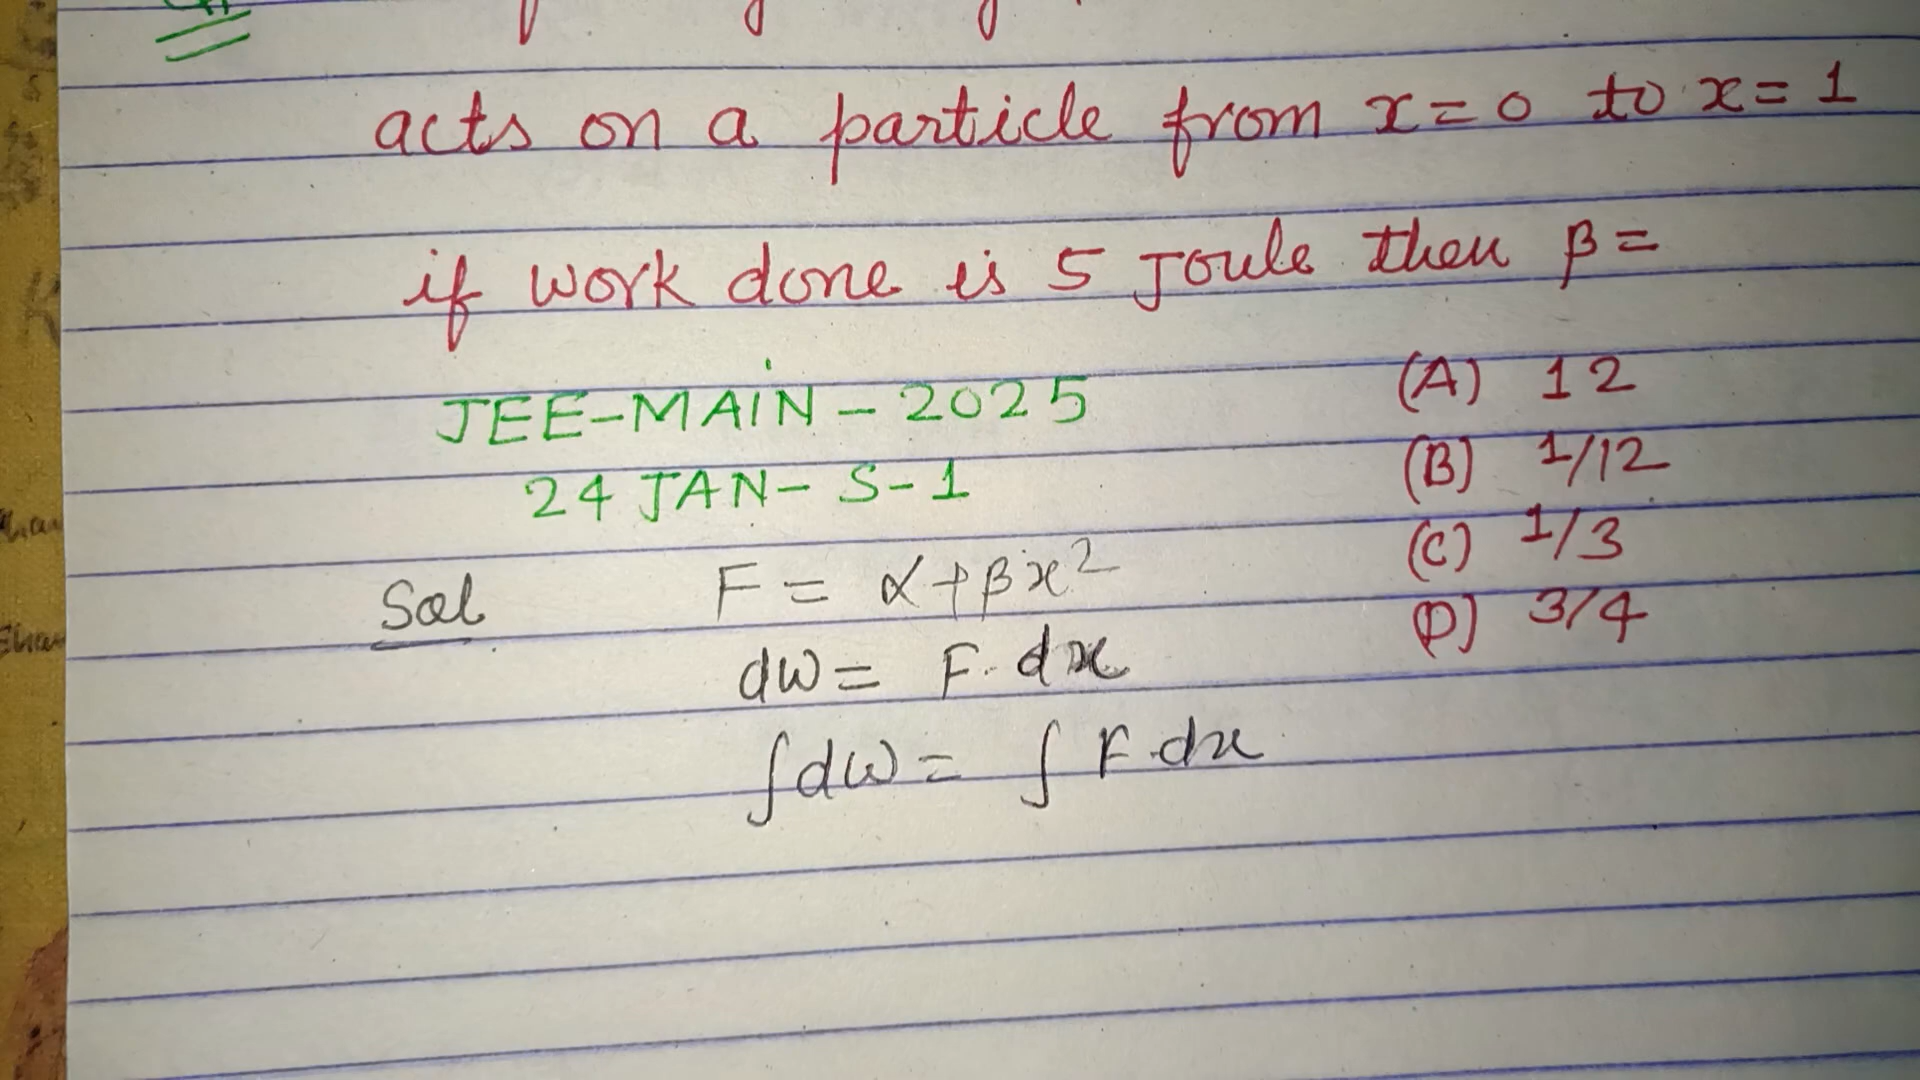 acts on a particle from x=0 to x=1
if work done is 5 Joule then β=
JEE-MAIN-2025
24 JAN-S-1
(A) 12
(B) 1/12
(C) 1/3
(D) 3/4
Sol F = α+βx²
dW = F.dx
∫dW = ∫ F.dx